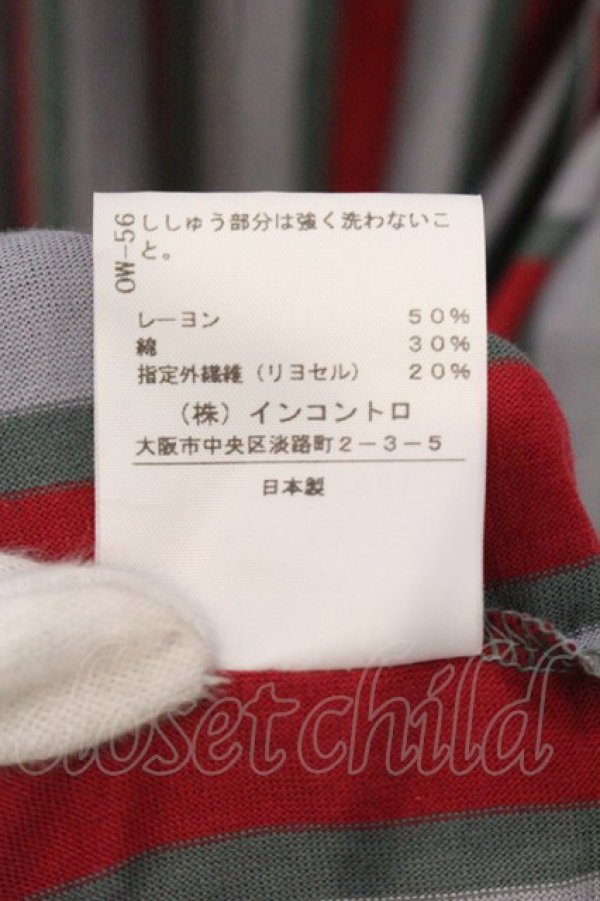 OW-56
ししゅう部分は強く洗わないこ
と。
レーヨン 50%
綿 30%
指定外繊維（リヨセル） 20%
（株）インコントロ
大阪市中央区淡路町2-3-5
日本製
closetchild